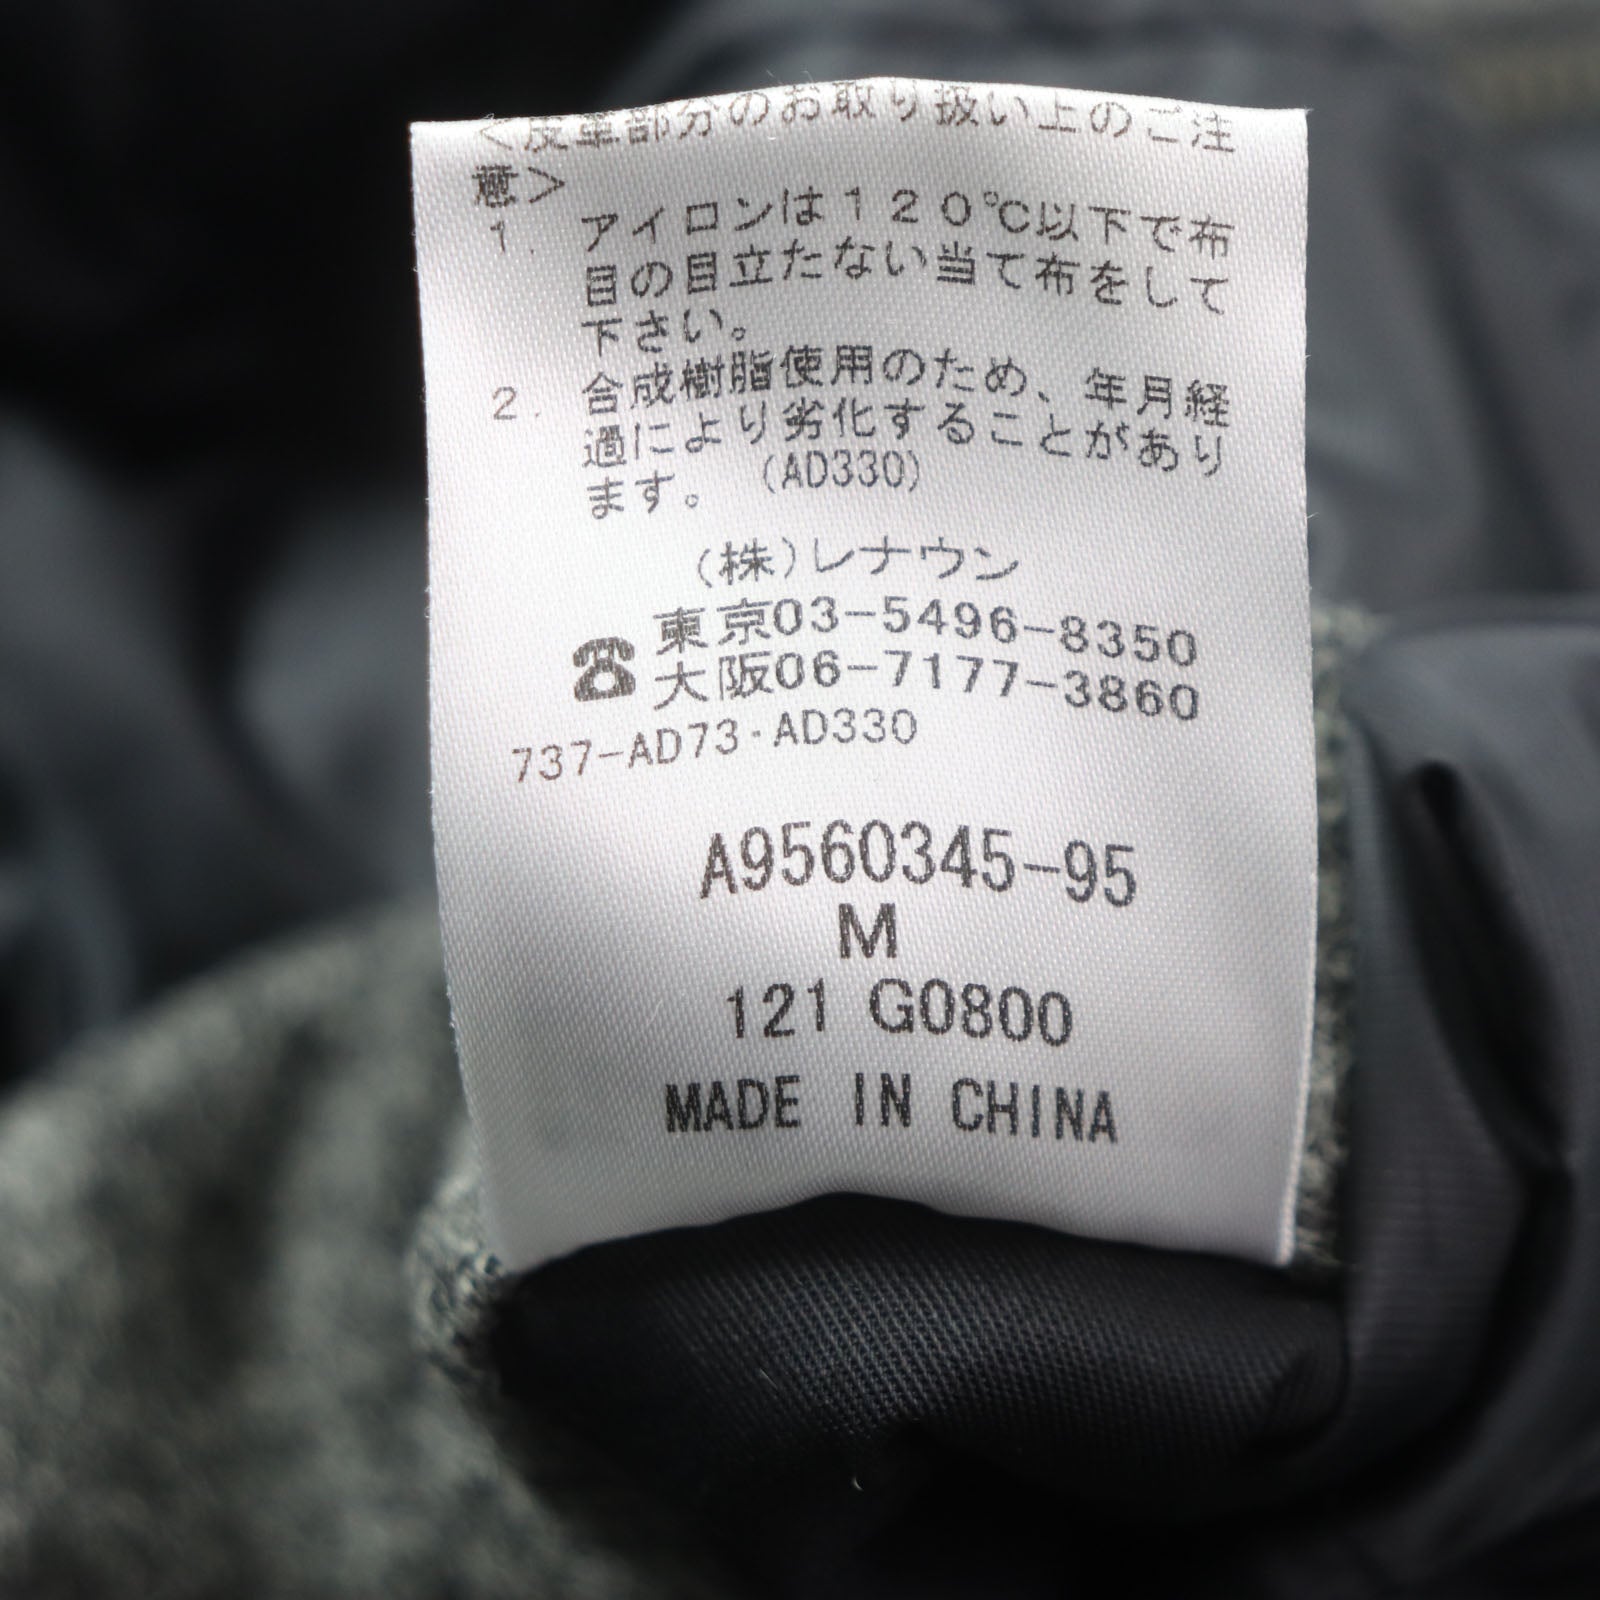 <皮革部分のお取り扱い上のご注
意>
1. アイロンは120℃以下で布
目の目立たない当て布をして
下さい。
2. 合成樹脂使用のため、年月経
過により劣化することがあり
ます。 (AD330)
(株)レナウン
☎東京03-5496-8350
大阪06-7177-3860
737-AD73・AD330
A9560345-95
M
121 G0800
MADE IN CHINA